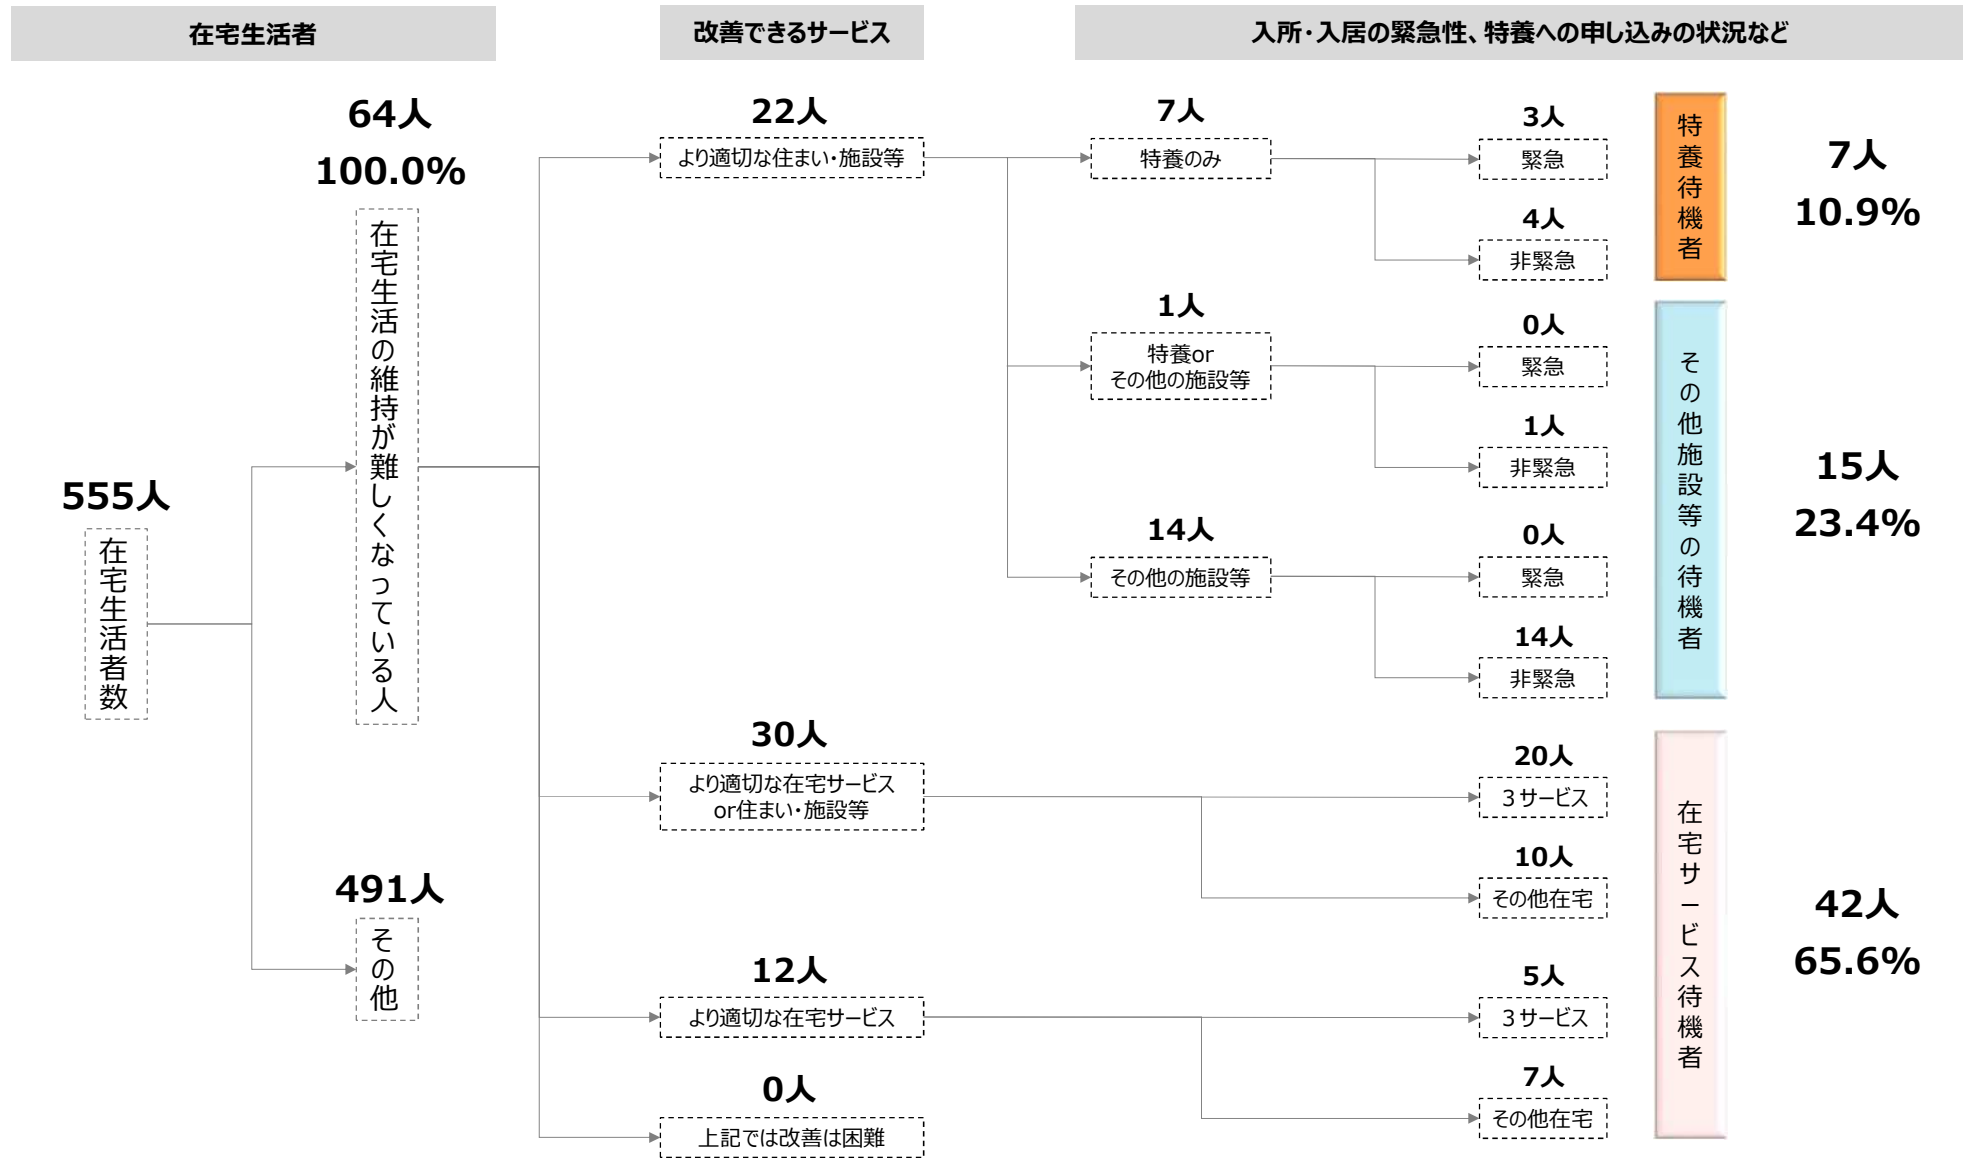 在宅生活者
改善できるサービス
入所・入居の緊急性、特養への申し込みの状況など
555人
在宅生活者数
64人
100.0%
在宅生活の維持が難しくなっている人
491人
その他
22人
より適切な住まい・施設等
30人
より適切な在宅サービス
or住まい・施設等
12人
より適切な在宅サービス
0人
上記では改善は困難
7人
特養のみ
1人
特養or
その他の施設等
14人
その他の施設等
3人
緊急
4人
非緊急
0人
緊急
1人
非緊急
0人
緊急
14人
非緊急
20人
3サービス
10人
その他在宅
5人
3サービス
7人
その他在宅
特養待機者
7人
10.9%
その他施設等の待機者
15人
23.4%
在宅サービス待機者
42人
65.6%